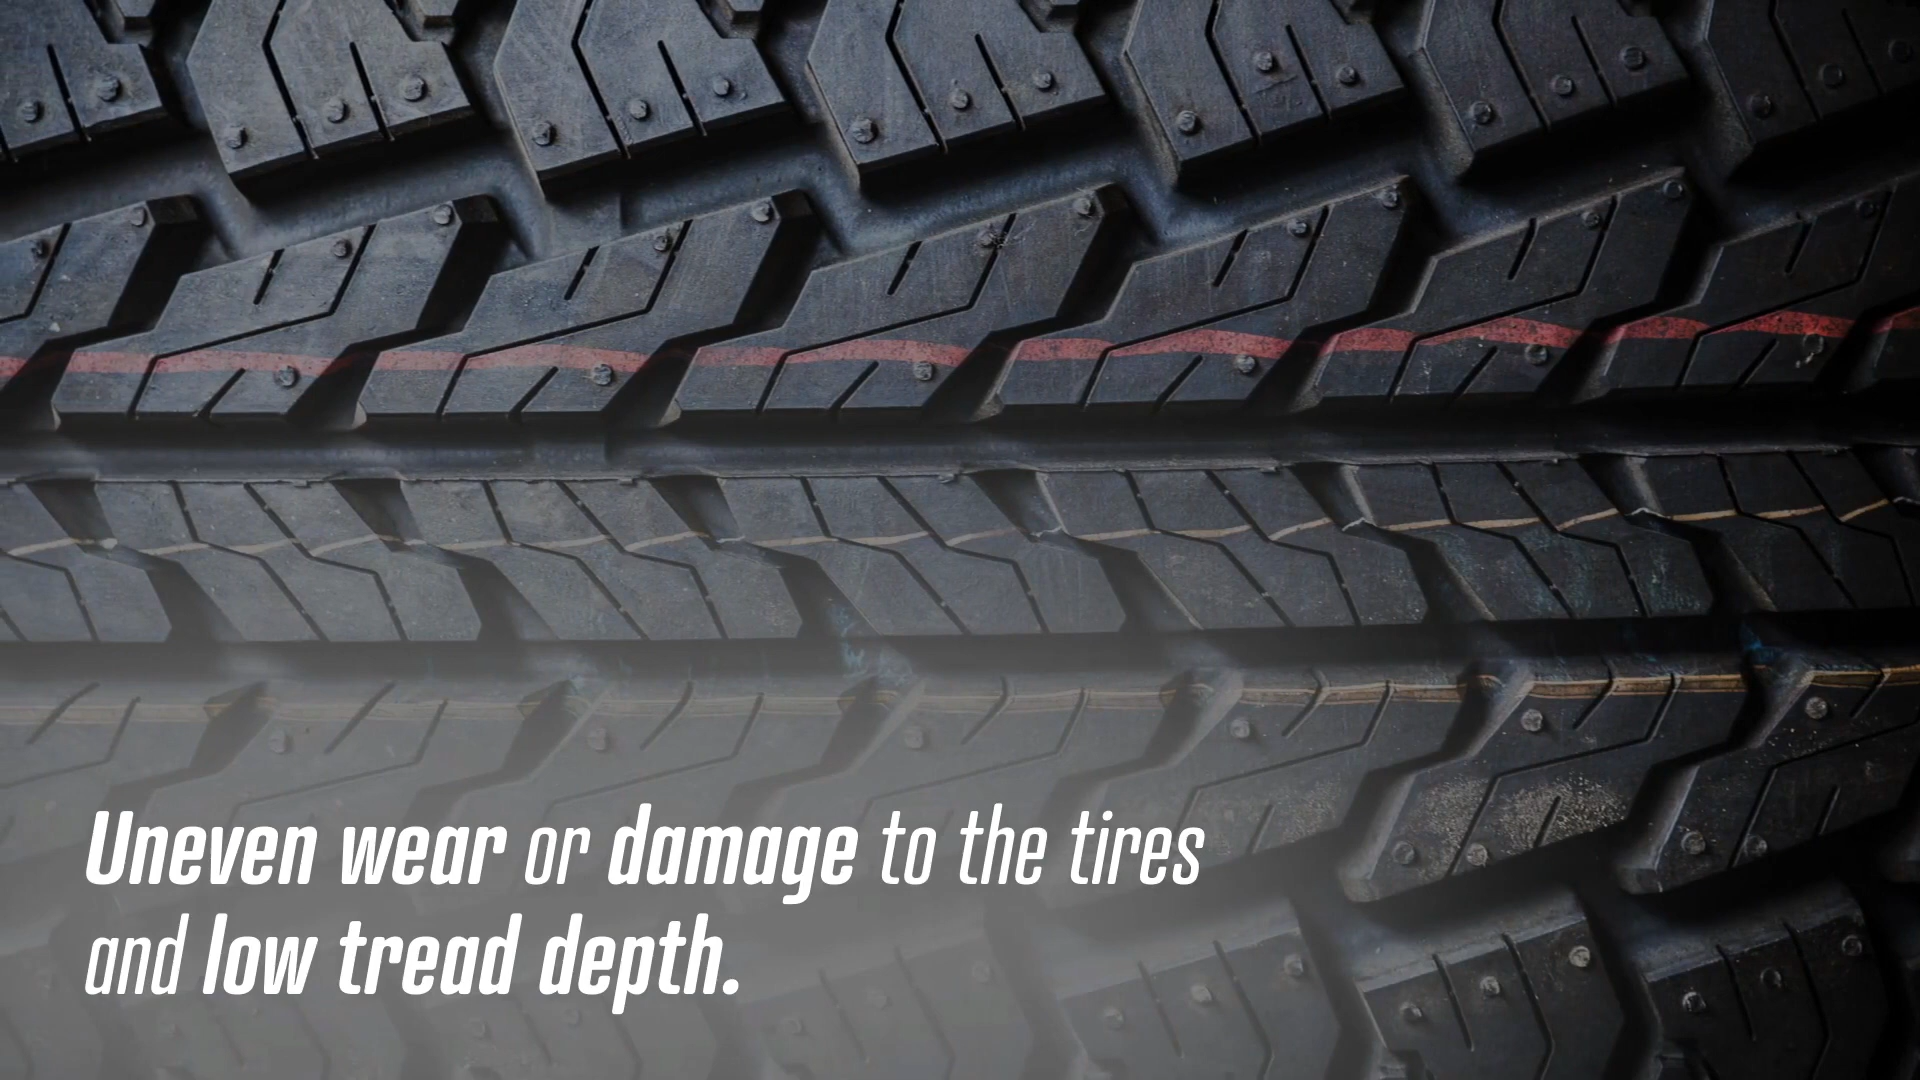 Uneven wear or damage to the tires
and low tread depth.